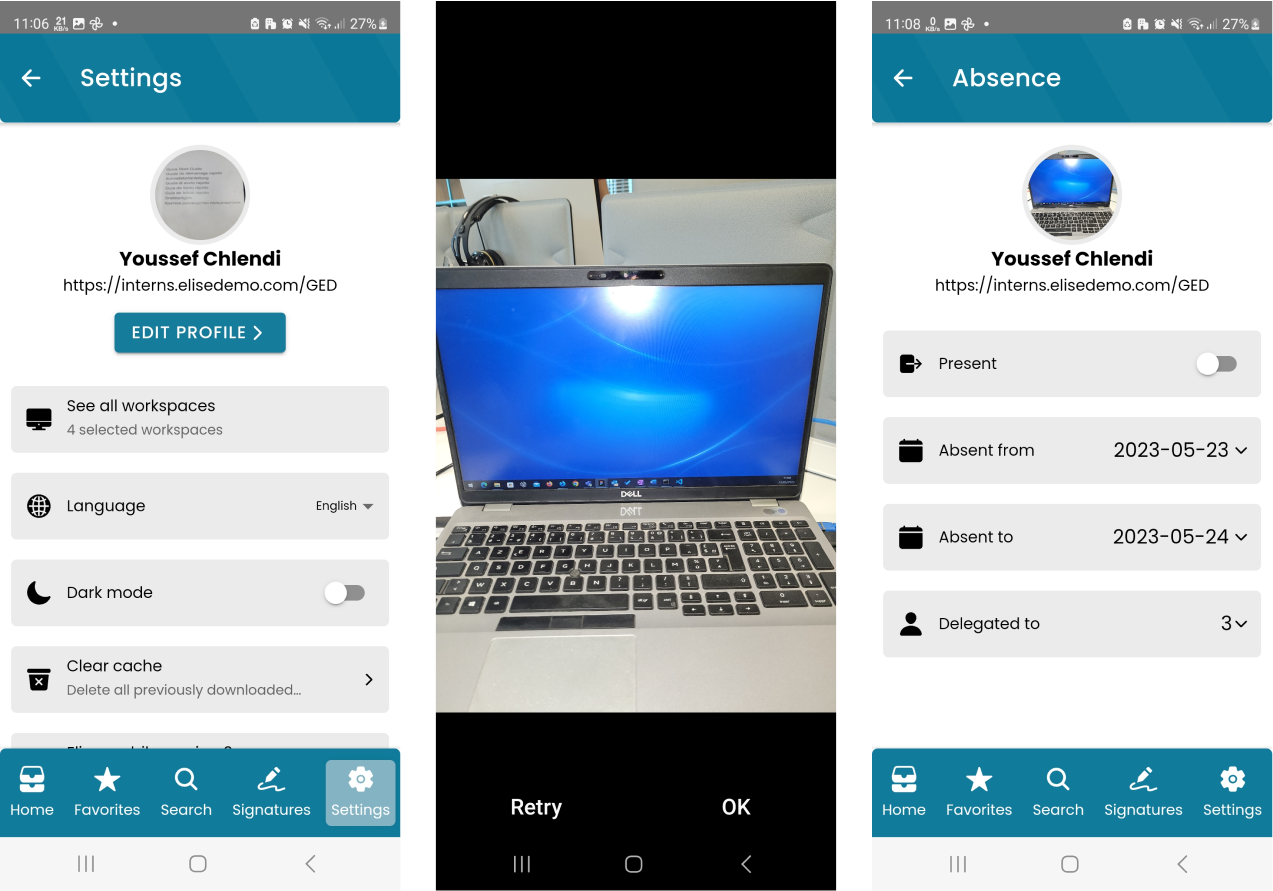 11:06 21 KB/s 27%
Settings
Youssef Chlendi
https://interns.elisedemo.com/GED
EDIT PROFILE
See all workspaces
4 selected workspaces
Language English
Dark mode
Clear cache
Delete all previously downloaded...
Home Favorites Search Signatures Settings
DELL
DELL
A Z E R T Y U I O P
Q S D F G H J K L M
W X C V B N
Retry OK
11:08 0 KB/s 27%
Absence
Youssef Chlendi
https://interns.elisedemo.com/GED
Present
Absent from 2023-05-23
Absent to 2023-05-24
Delegated to 3
Home Favorites Search Signatures Settings